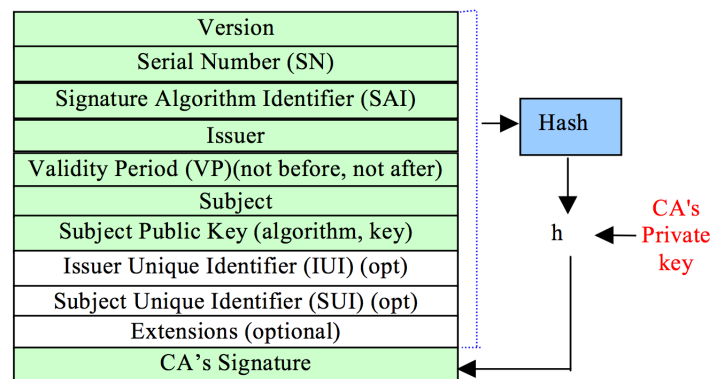 Version
Serial Number (SN)
Signature Algorithm Identifier (SAI)
Issuer
Validity Period (VP)(not before, not after)
Subject
Subject Public Key (algorithm, key)
Issuer Unique Identifier (IUI) (opt)
Subject Unique Identifier (SUI) (opt)
Extensions (optional)
CA’s Signature
Hash
h
CA's
Private
key